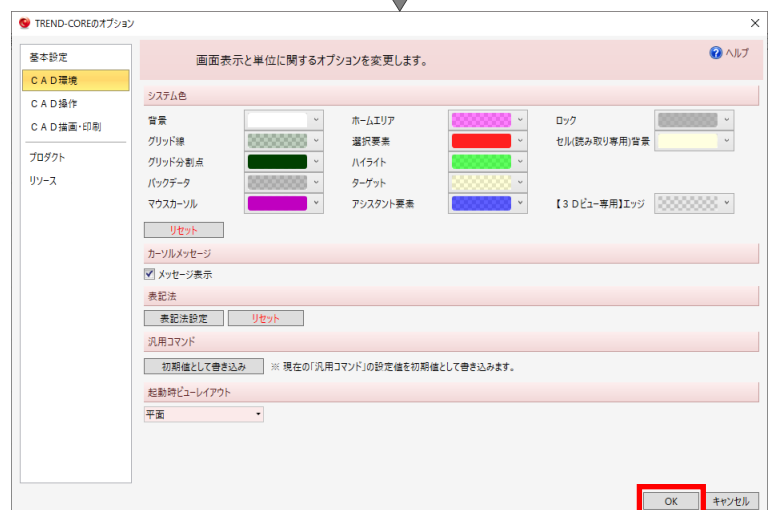 TREND-COREのオプション
基本設定
CAD環境
CAD操作
CAD描画・印刷
プロダクト
リソース
画面表示と単位に関するオプションを変更します。
ヘルプ
システム色
背景
ホームエリア
ロック
グリッド線
選択要素
セル(読み取り専用)背景
グリッド分割点
ハイライト
バックデータ
ターゲット
マウスカーソル
アシスタント要素
【3Dビュー専用】エッジ
リセット
カーソルメッセージ
メッセージ表示
表記法
表記法設定
リセット
汎用コマンド
初期値として書き込み
※ 現在の「汎用コマンド」の設定値を初期値として書き込みます。
起動時ビューレイアウト
平面
OK
キャンセル